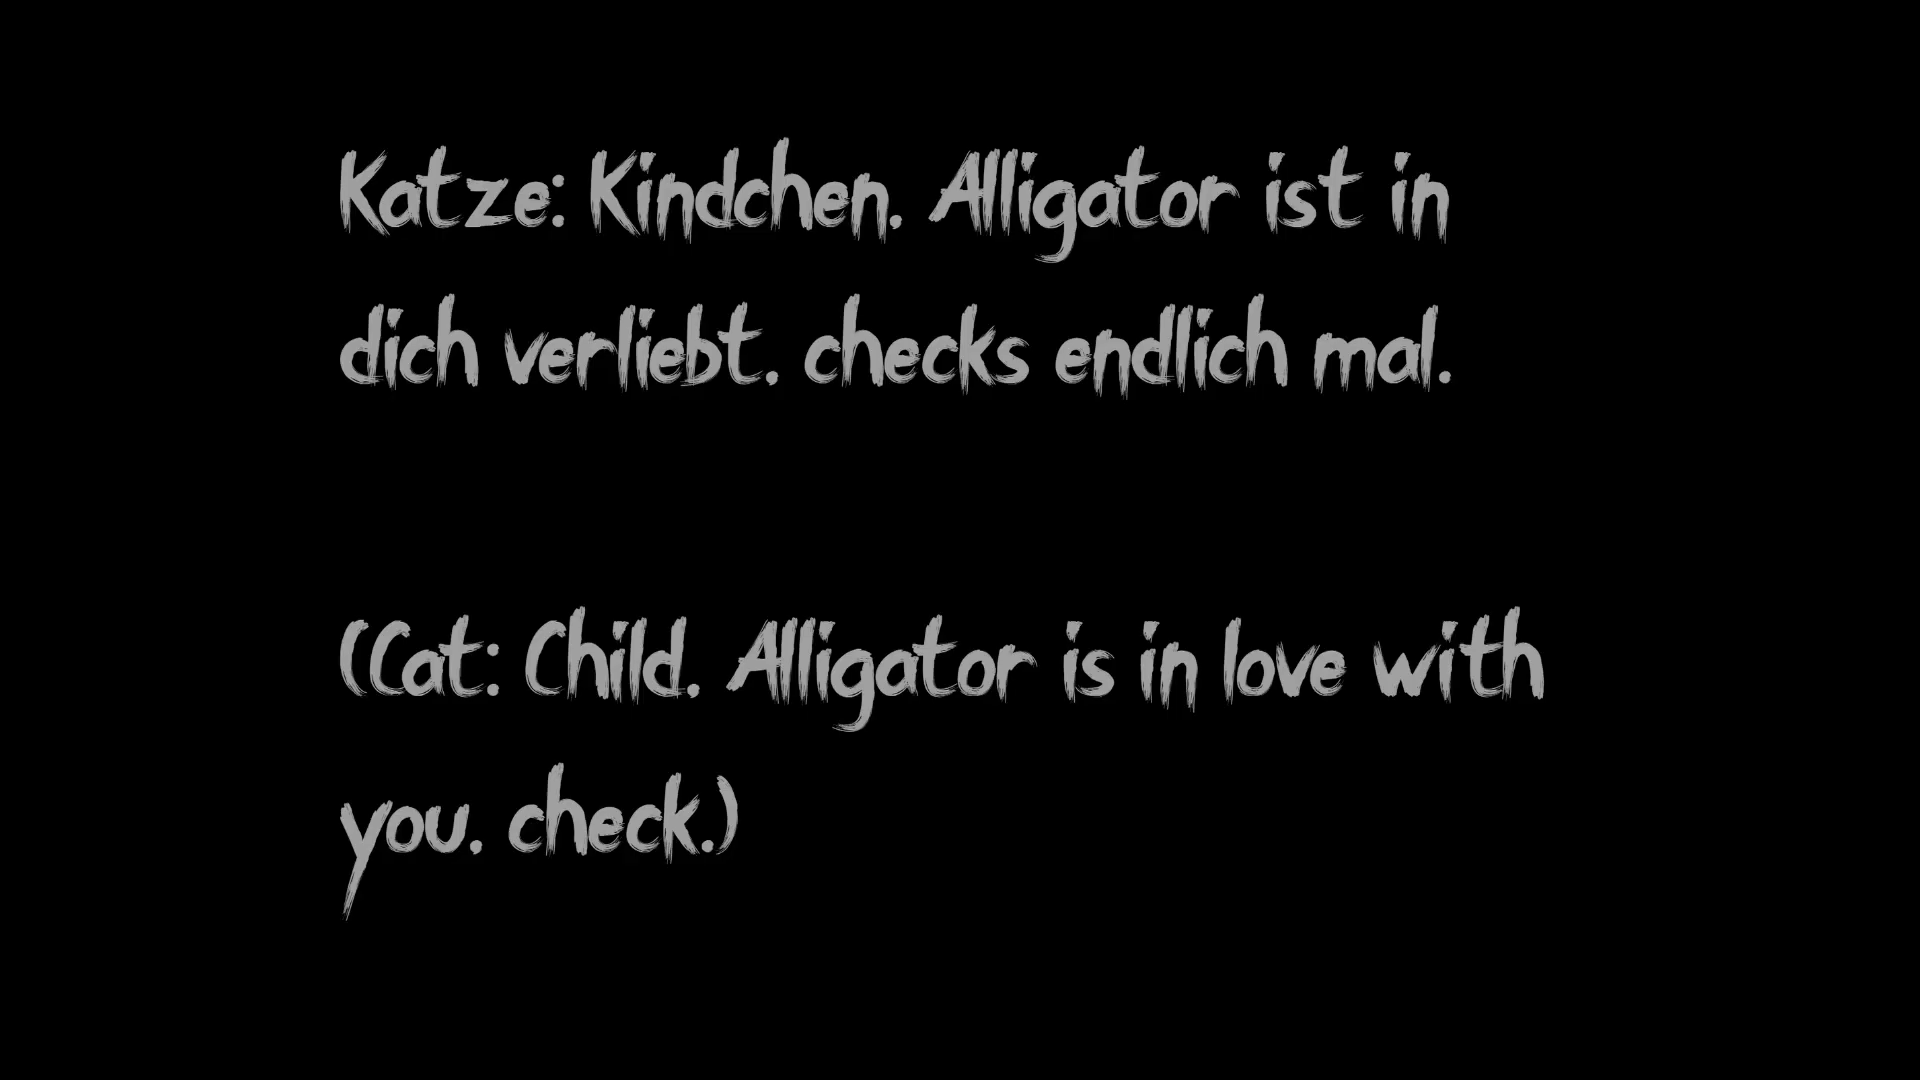 Katze: Kindchen. Alligator ist in
dich verliebt. checks endlich mal.
(Cat: Child. Alligator is in love with
you. check.)